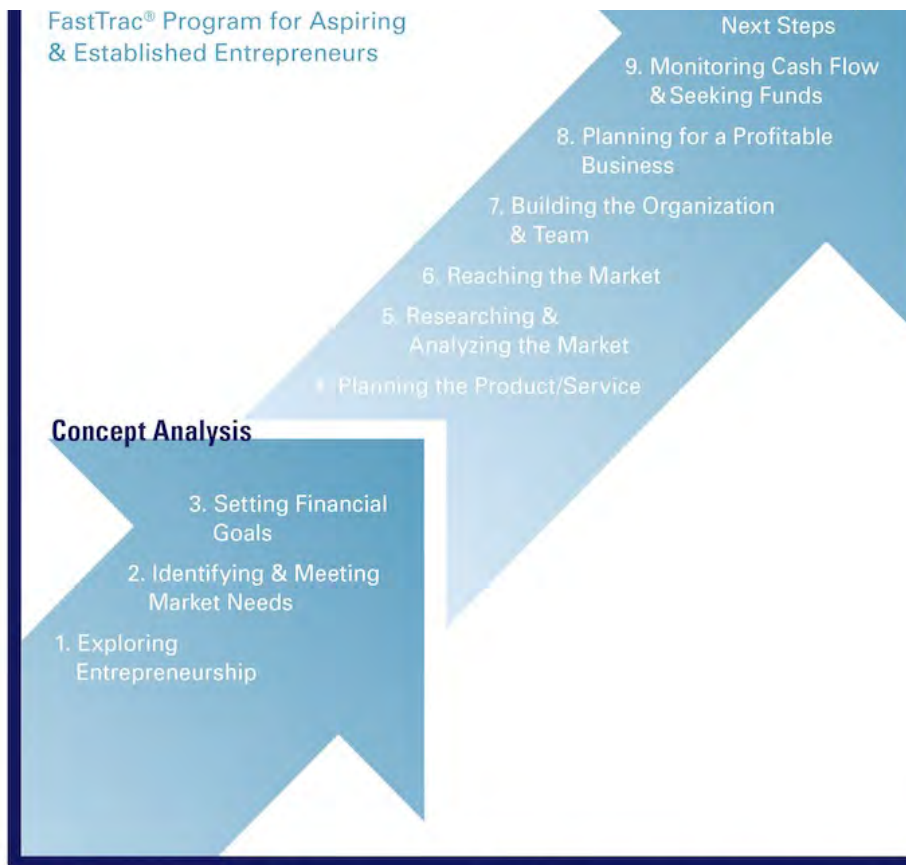 FastTrac® Program for Aspiring
& Established Entrepreneurs
Next Steps
9. Monitoring Cash Flow
& Seeking Funds
8. Planning for a Profitable
Business
7. Building the Organization
& Team
6. Reaching the Market
5. Researching &
Analyzing the Market
Planning the Product/Service
Concept Analysis
3. Setting Financial
Goals
2. Identifying & Meeting
Market Needs
1. Exploring
Entrepreneurship